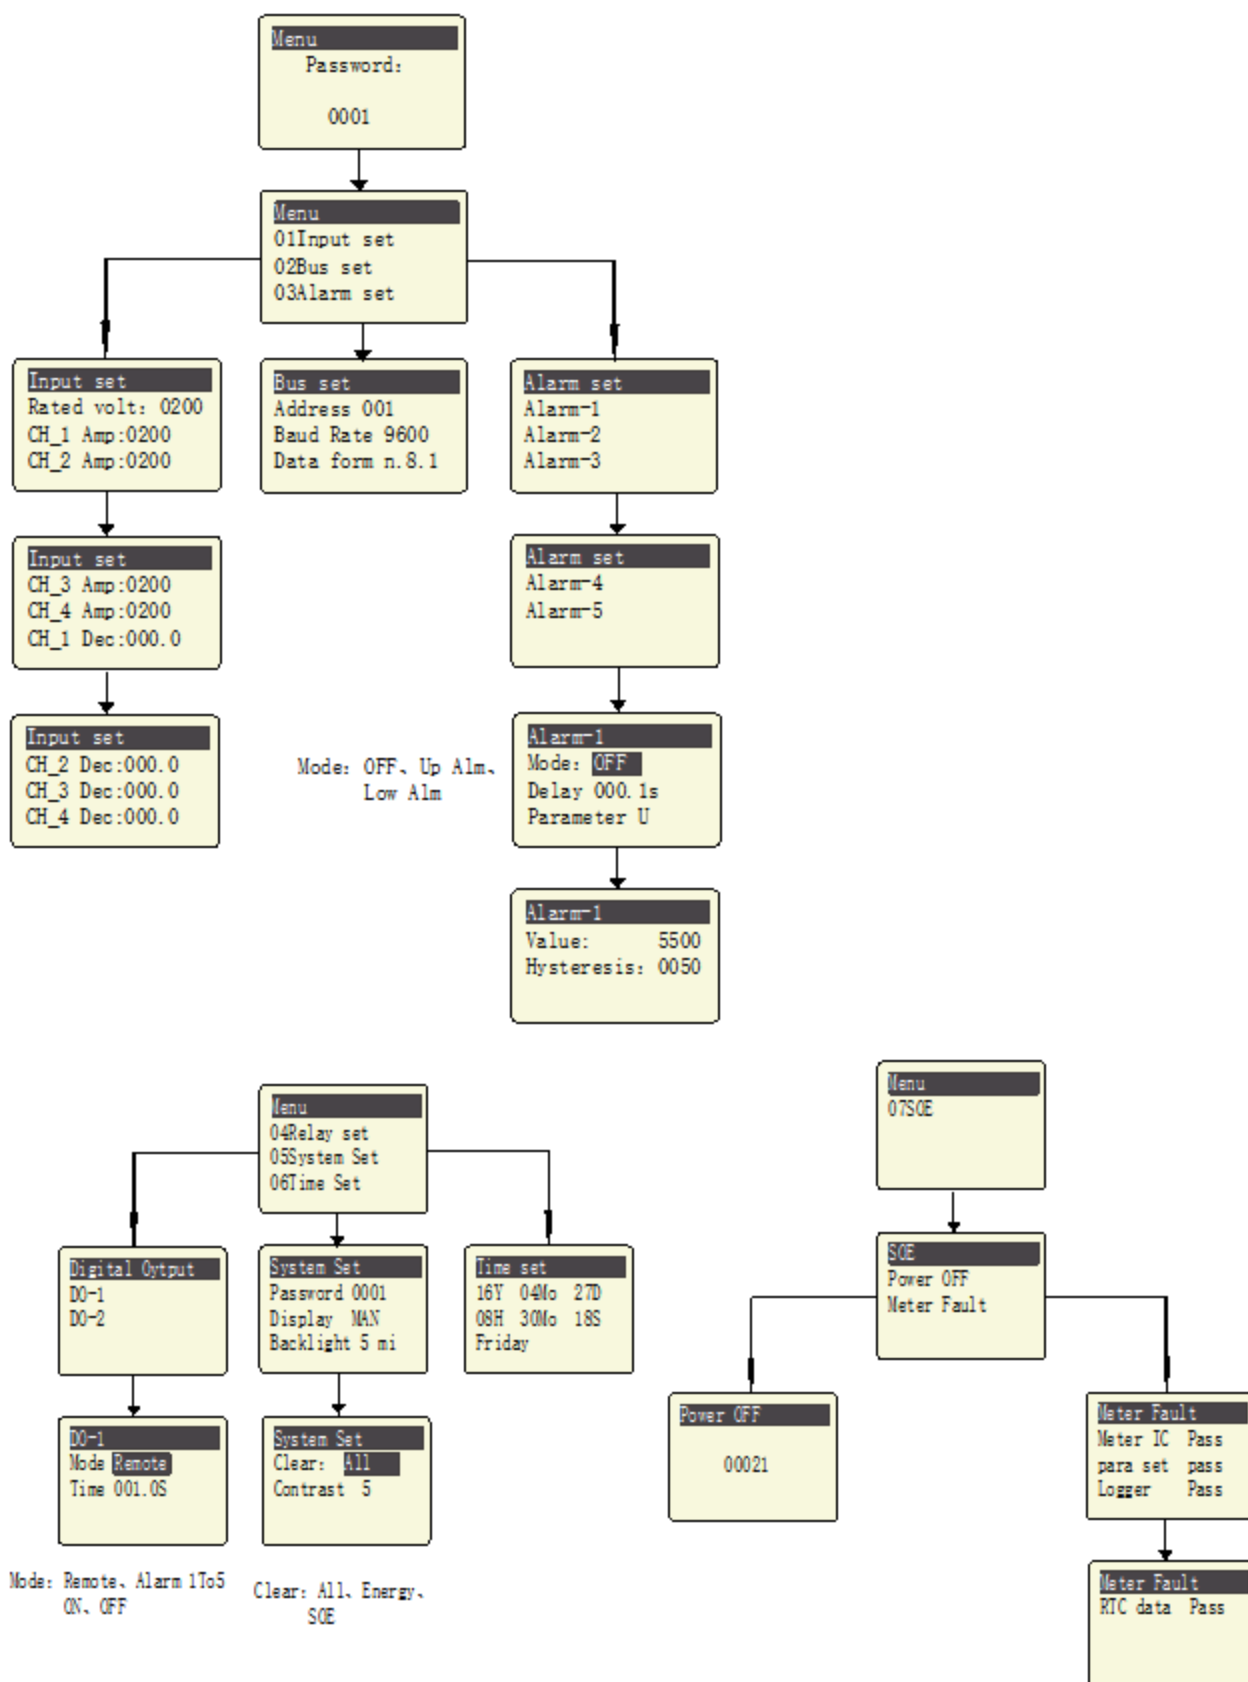 Menu
Password:
0001
Menu
01Input set
02Bus set
03Alarm set
Input set
Rated volt: 0200
CH_1 Amp:0200
CH_2 Amp:0200
Bus set
Address 001
Baud Rate 9600
Data form n.8.1
Alarm set
Alarm-1
Alarm-2
Alarm-3
Input set
CH_3 Amp:0200
CH_4 Amp:0200
CH_1 Dec:000.0
Alarm set
Alarm-4
Alarm-5
Input set
CH_2 Dec:000.0
CH_3 Dec:000.0
CH_4 Dec:000.0
Mode: OFF、Up Alm、
Low Alm
Alarm-1
Mode: OFF
Delay 000.1s
Parameter U
Alarm-1
Value: 5500
Hysteresis: 0050
Menu
04Relay set
05System Set
06Time Set
Menu
07SOE
Digital Oytput
DO-1
DO-2
System Set
Password 0001
Display MAN
Backlight 5 mi
Time set
16Y 04Mo 27D
08H 30Mo 18S
Friday
SOE
Power OFF
Meter Fault
DO-1
Mode Remote
Time 001.0S
System Set
Clear: All
Contrast 5
Power OFF
00021
Meter Fault
Meter IC Pass
para set pass
Logger Pass
Mode: Remote、Alarm 1To5
ON、OFF
Clear: All、Energy、
SOE
Meter Fault
RTC data Pass